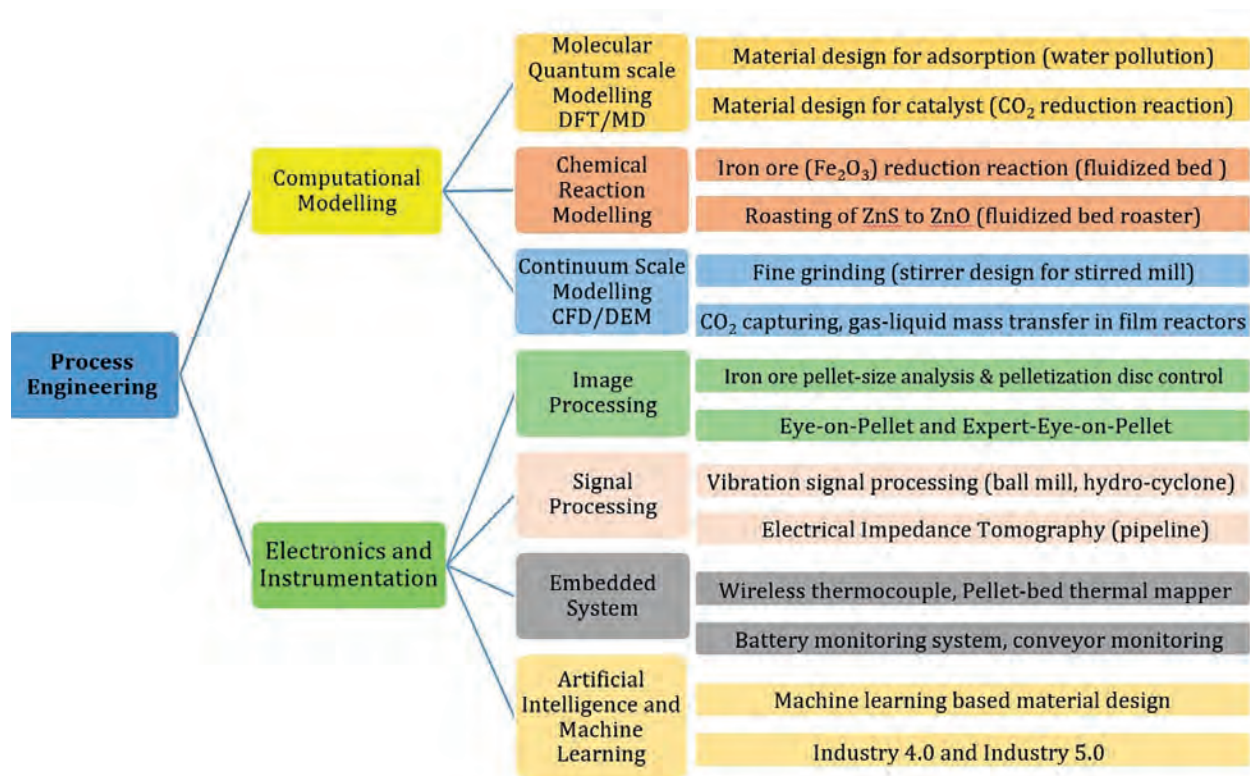 Process
Engineering
Computational
Modelling
Molecular
Quantum scale
Modelling
DFT/MD
Material design for adsorption (water pollution)
Material design for catalyst (CO₂ reduction reaction)
Chemical
Reaction
Modelling
Iron ore (Fe₂O₃) reduction reaction (fluidized bed )
Roasting of ZnS to ZnO (fluidized bed roaster)
Continuum Scale
Modelling
CFD/DEM
Fine grinding (stirrer design for stirred mill)
CO₂ capturing, gas-liquid mass transfer in film reactors
Electronics and
Instrumentation
Image
Processing
Iron ore pellet-size analysis & pelletization disc control
Eye-on-Pellet and Expert-Eye-on-Pellet
Signal
Processing
Vibration signal processing (ball mill, hydro-cyclone)
Electrical Impedance Tomography (pipeline)
Embedded
System
Wireless thermocouple, Pellet-bed thermal mapper
Battery monitoring system, conveyor monitoring
Artificial
Intelligence and
Machine
Learning
Machine learning based material design
Industry 4.0 and Industry 5.0